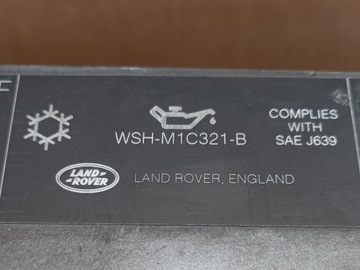 WSH-M1C321-B
COMPLIES
WITH
SAE J639
LAND
ROVER
LAND ROVER, ENGLAND